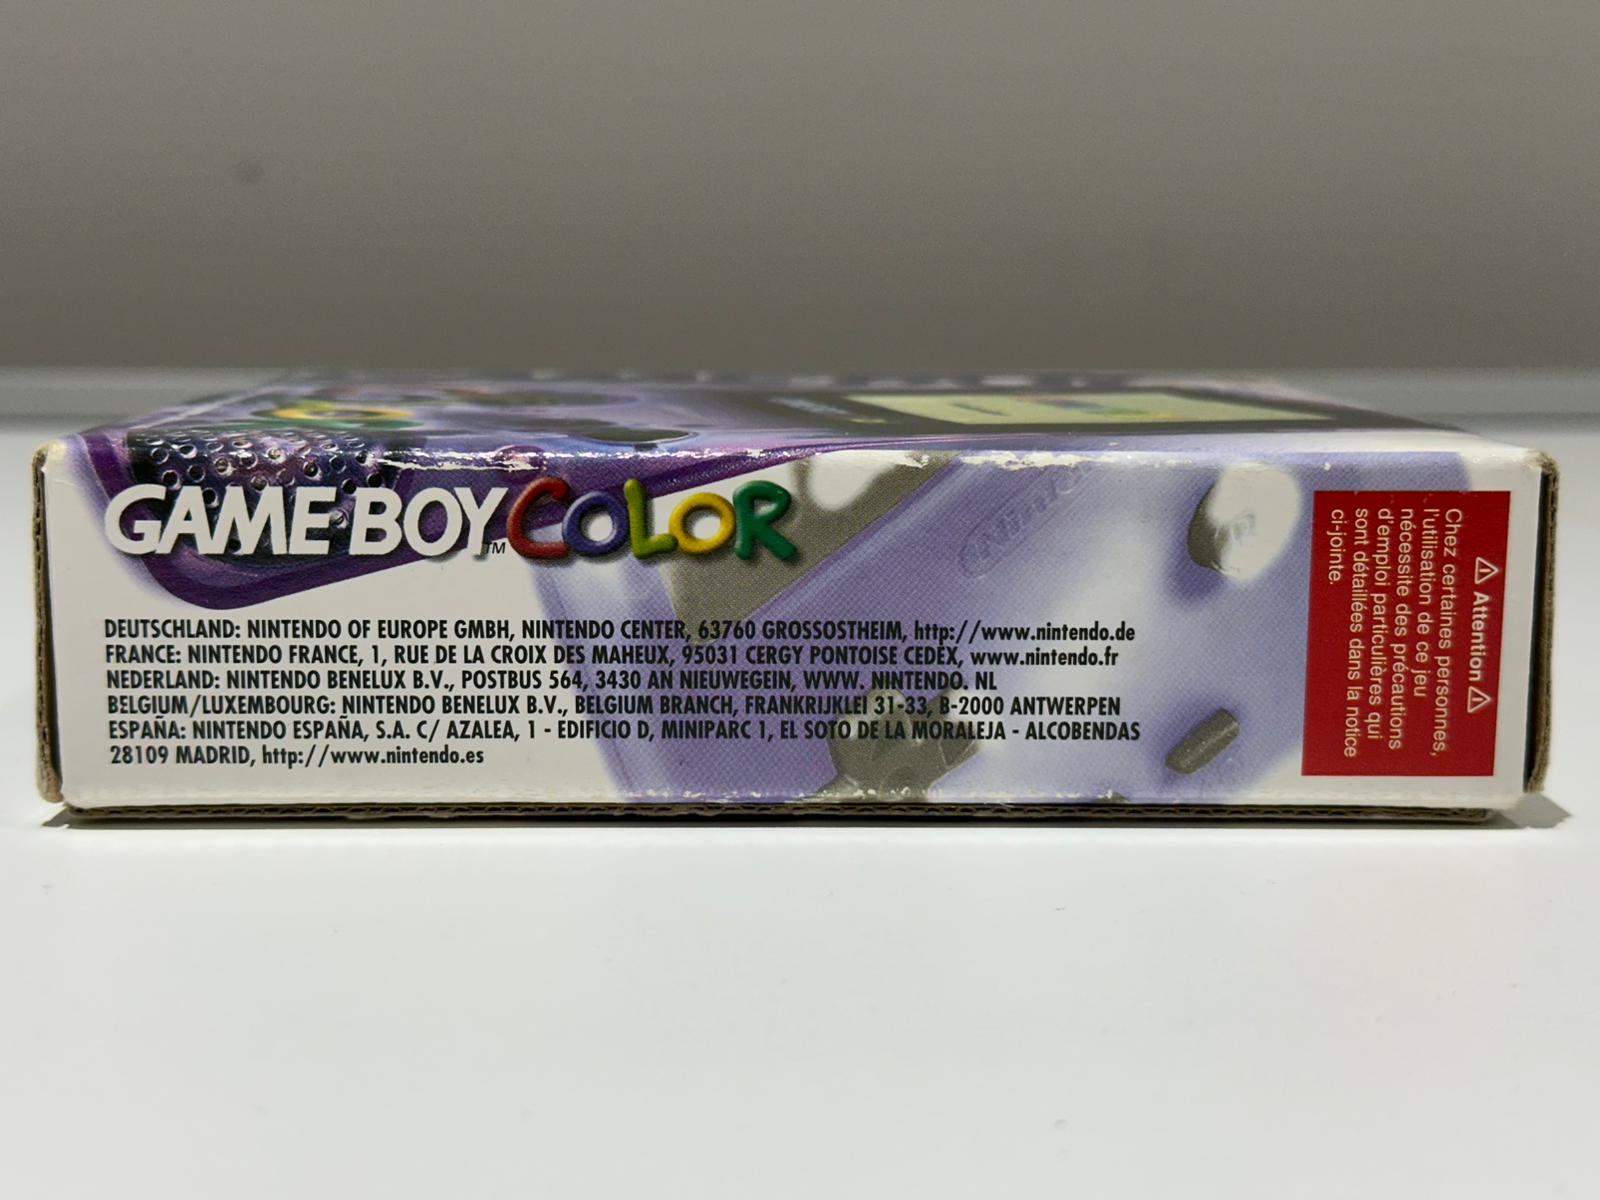 GAME BOY COLOR
TM
DEUTSCHLAND: NINTENDO OF EUROPE GMBH, NINTENDO CENTER, 63760 GROSSOSTHEIM, http://www.nintendo.de
FRANCE: NINTENDO FRANCE, 1, RUE DE LA CROIX DES MAHEUX, 95031 CERGY PONTOISE CEDEX, www.nintendo.fr
NEDERLAND: NINTENDO BENELUX B.V., POSTBUS 564, 3430 AN NIEUWEGEIN, WWW. NINTENDO. NL
BELGIUM/LUXEMBOURG: NINTENDO BENELUX B.V., BELGIUM BRANCH, FRANKRIJKLEI 31-33, B-2000 ANTWERPEN
ESPAÑA: NINTENDO ESPAÑA, S.A. C/ AZALEA, 1 - EDIFICIO D, MINIPARC 1, EL SOTO DE LA MORALEJA - ALCOBENDAS
28109 MADRID, http://www.nintendo.es
⚠ Attention ⚠
Chez certaines personnes,
l'utilisation de ce jeu
nécessite des précautions
d'emploi particulières qui
sont détaillées dans la notice
ci-jointe.